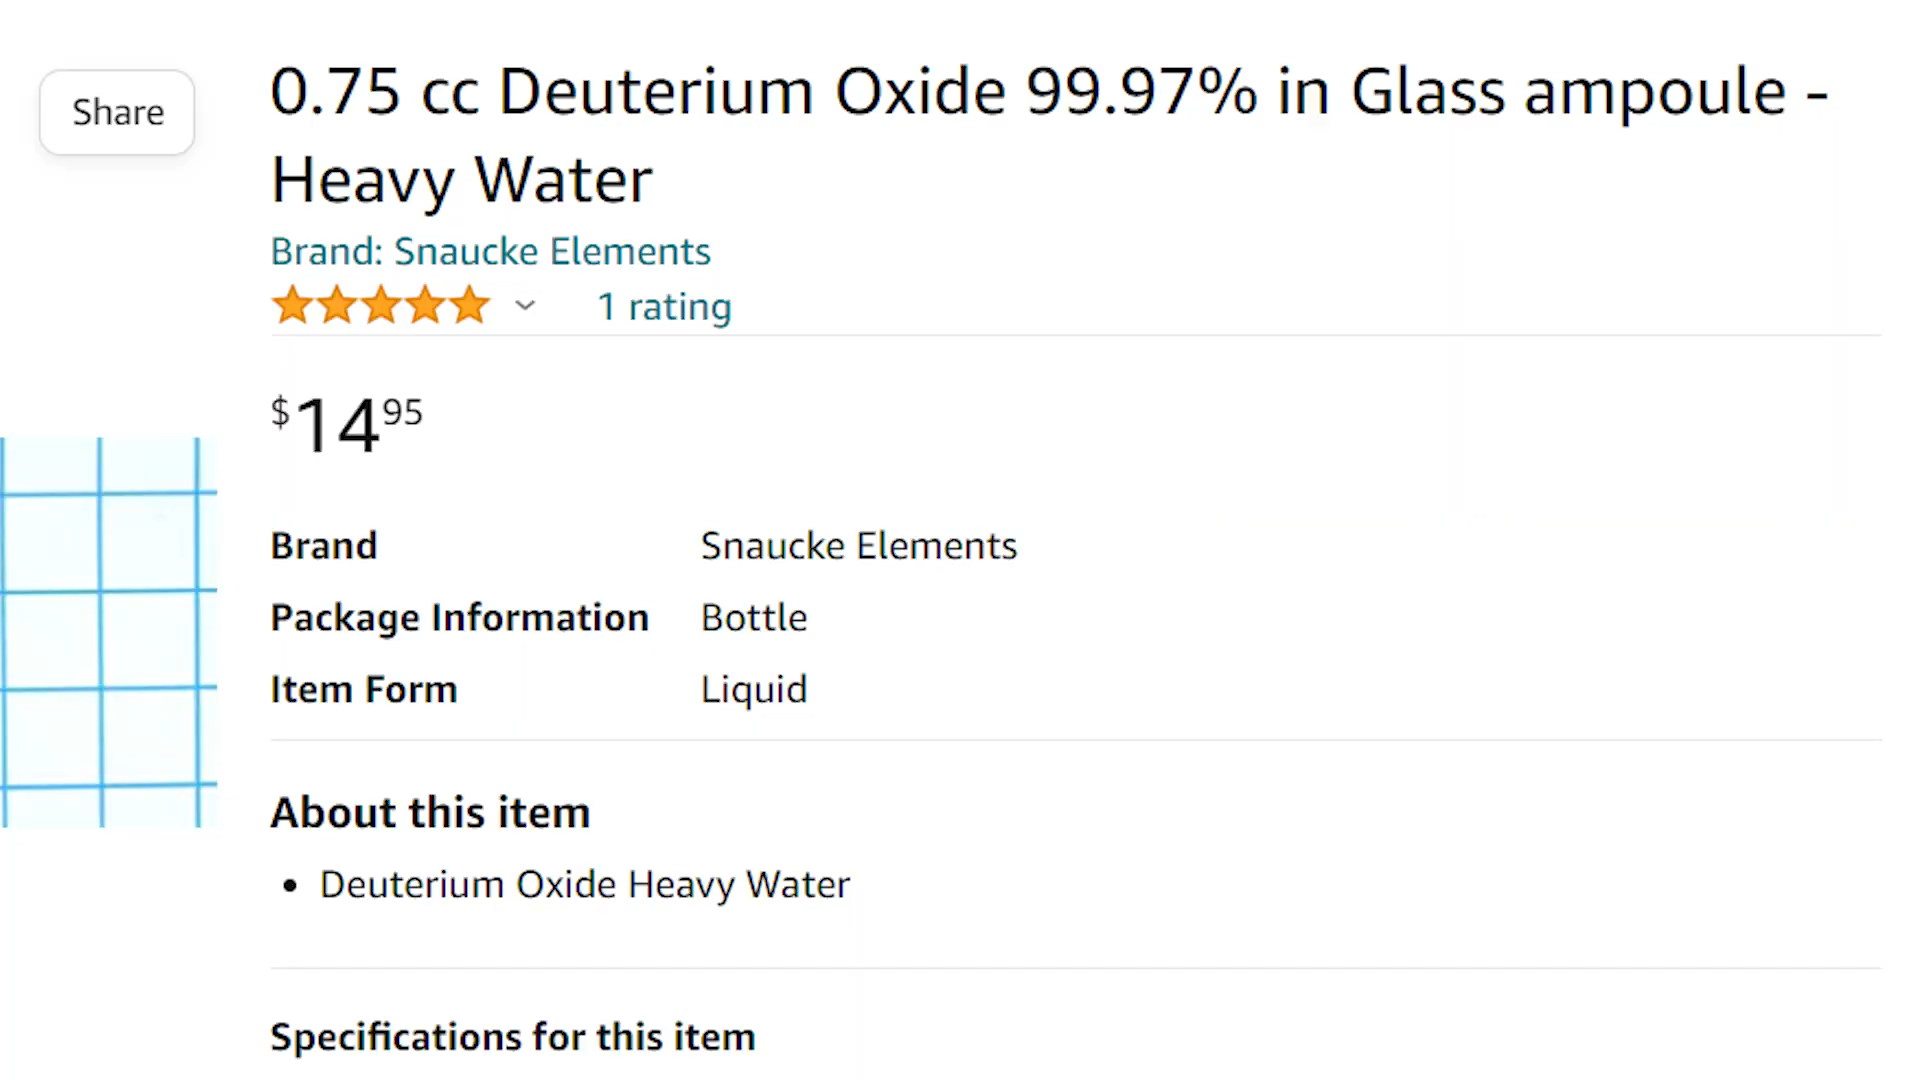 Share
0.75 cc Deuterium Oxide 99.97% in Glass ampoule -
Heavy Water
Brand: Snaucke Elements
1 rating
$1495
Brand Snaucke Elements
Package Information Bottle
Item Form Liquid
About this item
• Deuterium Oxide Heavy Water
Specifications for this item